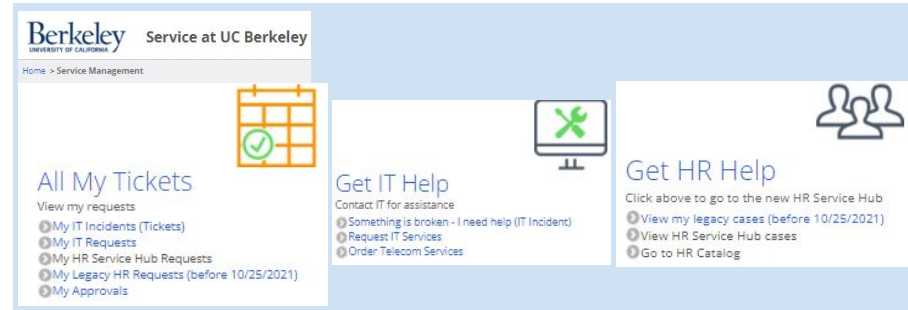 Berkeley
UNIVERSITY OF CALIFORNIA
Service at UC Berkeley
Home > Service Management
All My Tickets
View my requests
My IT Incidents (Tickets)
My IT Requests
My HR Service Hub Requests
My Legacy HR Requests (before 10/25/2021)
My Approvals
Get IT Help
Contact IT for assistance
Something is broken - I need help (IT Incident)
Request IT Services
Order Telecom Services
Get HR Help
Click above to go to the new HR Service Hub
View my legacy cases (before 10/25/2021)
View HR Service Hub cases
Go to HR Catalog